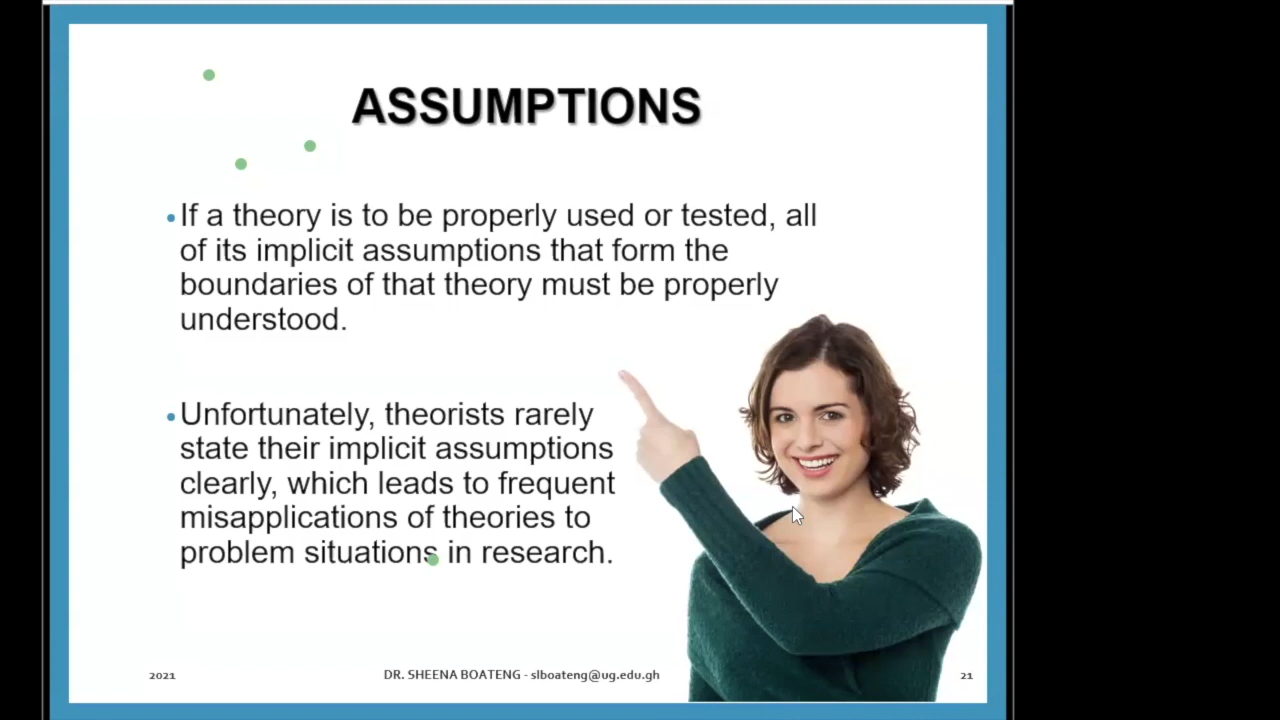 ASSUMPTIONS
•If a theory is to be properly used or tested, all
of its implicit assumptions that form the
boundaries of that theory must be properly
understood.
•Unfortunately, theorists rarely
state their implicit assumptions
clearly, which leads to frequent
misapplications of theories to
problem situations in research.
2021 DR. SHEENA BOATENG - slboateng@ug.edu.gh 21